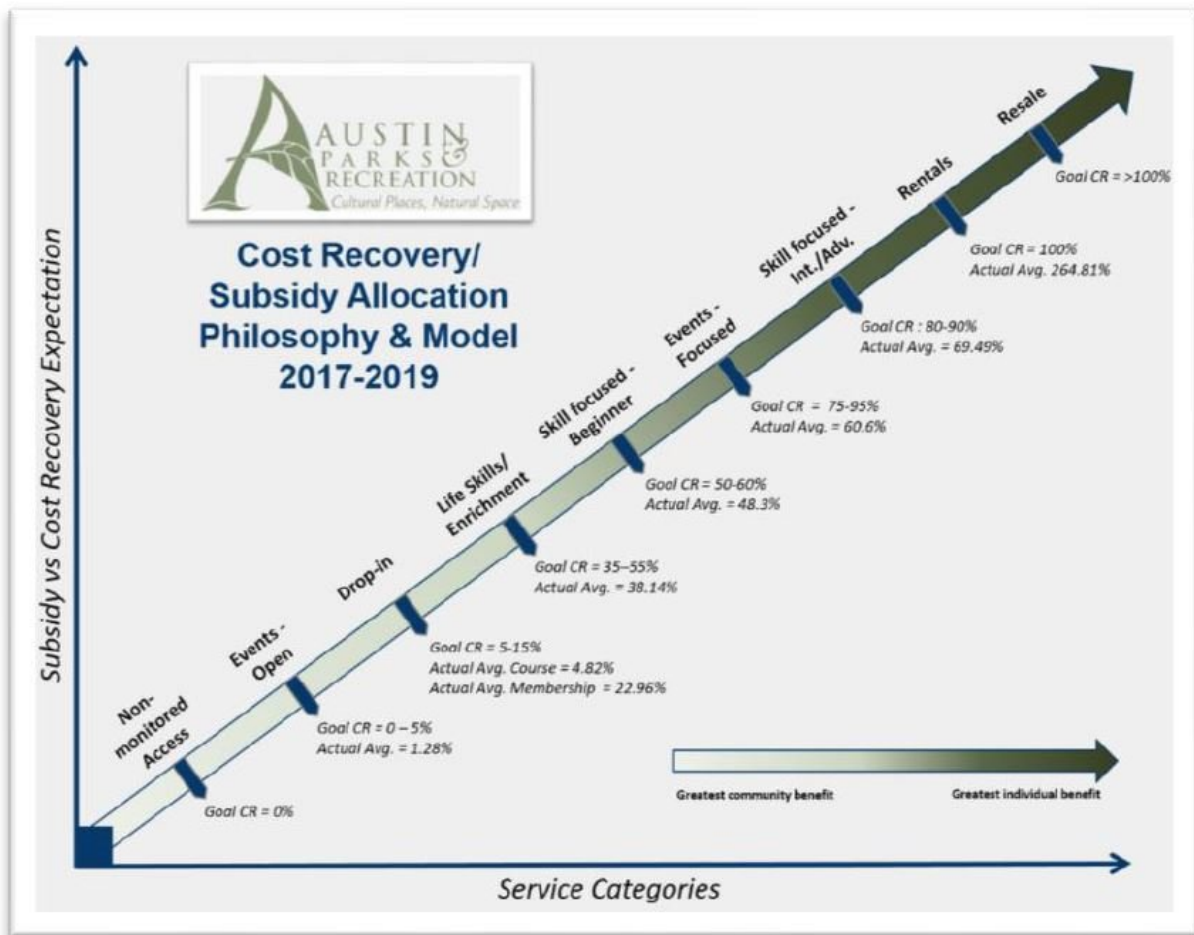 AUSTIN
PARKS &
RECREATION
Cultural Places, Natural Space
Cost Recovery/
Subsidy Allocation
Philosophy & Model
2017-2019
Subsidy vs Cost Recovery Expectation
Non-
monitored
Access
Goal CR = 0%
Events -
Open
Goal CR = 0 – 5%
Actual Avg. = 1.28%
Drop-in
Goal CR = 5-15%
Actual Avg. Course = 4.82%
Actual Avg. Membership = 22.96%
Life Skills/
Enrichment
Goal CR = 35–55%
Actual Avg. = 38.14%
Skill focused -
Beginner
Goal CR = 50-60%
Actual Avg. = 48.3%
Events -
Focused
Goal CR = 75-95%
Actual Avg. = 60.6%
Skill focused -
Int./Adv.
Goal CR : 80-90%
Actual Avg. = 69.49%
Rentals
Goal CR = 100%
Actual Avg. 264.81%
Resale
Goal CR = >100%
Greatest community benefit
Greatest individual benefit
Service Categories